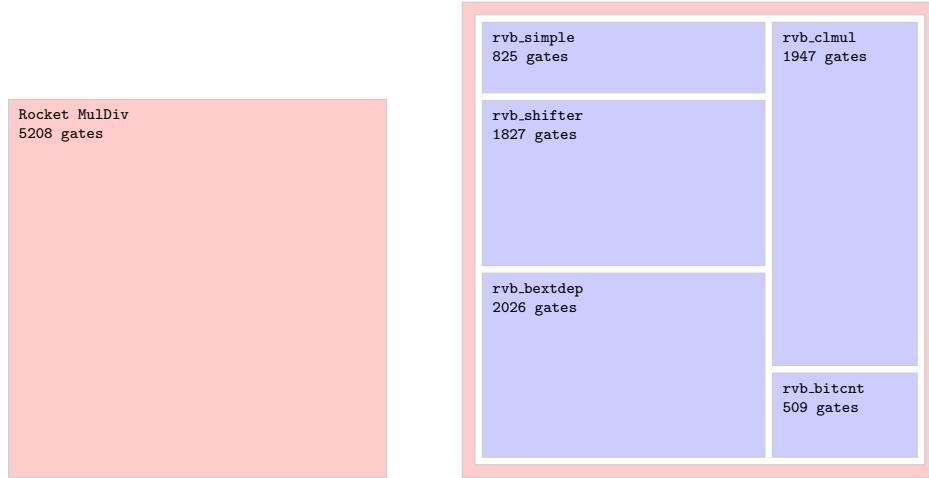 Rocket MulDiv
5208 gates
rvb_simple
825 gates
rvb_shifter
1827 gates
rvb_bextdep
2026 gates
rvb_clmul
1947 gates
rvb_bitcnt
509 gates